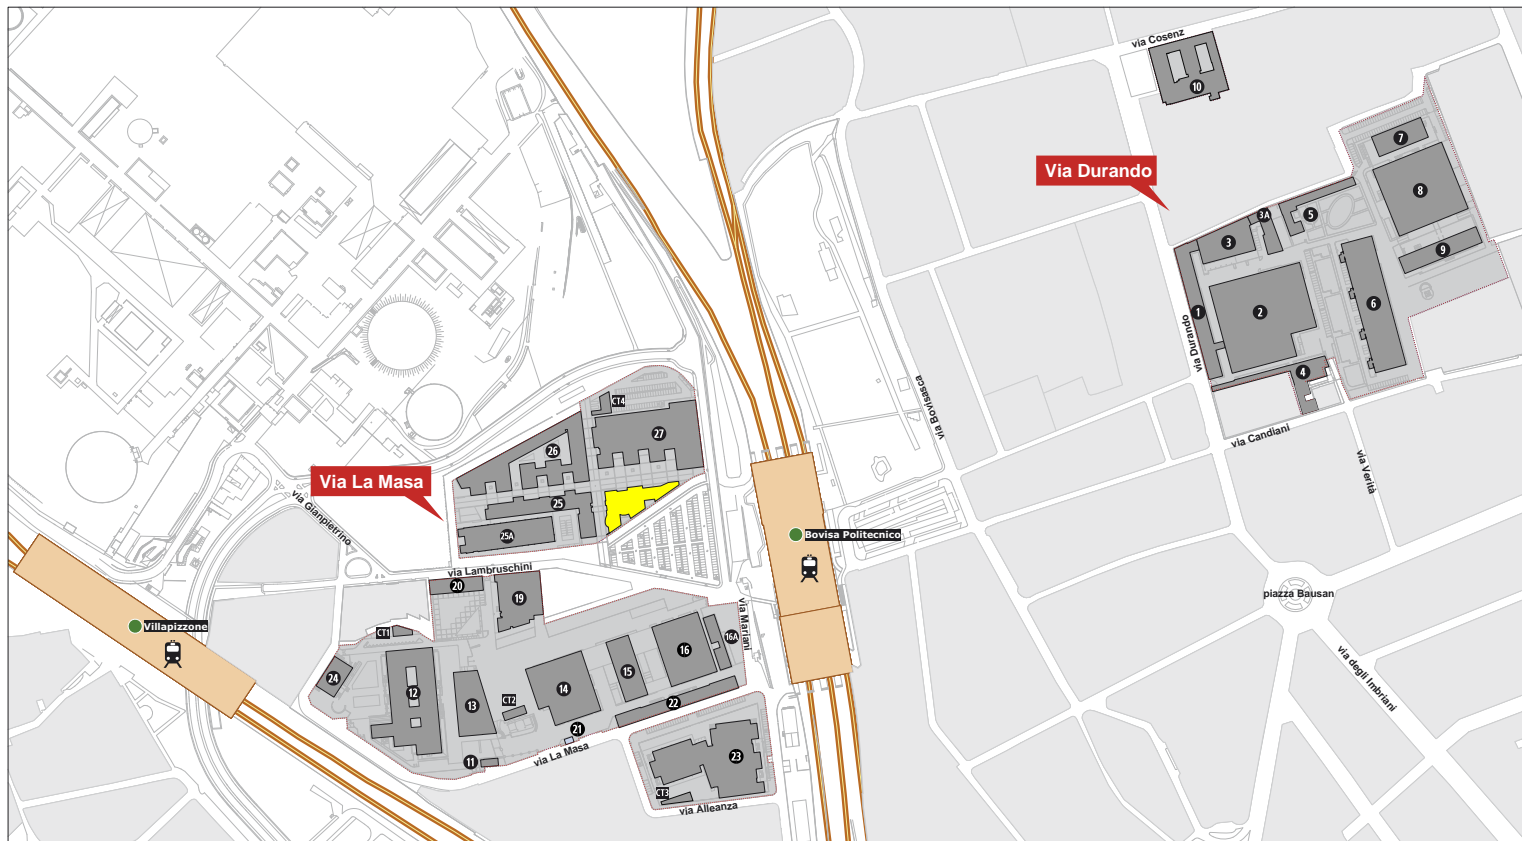 via Cosenz
10
7
Via Durando
8
3A
5
3
9
1
2
6
via Durando
4
via Candiani
via Verità
via Bovisasca
CT4
27
26
Via La Masa
25
25A
via Gianpietrino
Bovisa Politecnico
via Lambruschini
20
19
piazza Bausan
via Mariani
Villapizzone
CT1
16A
16
15
24
12
14
13
CT2
22
21
via degli Imbriani
23
11
via La Masa
CT3
via Alleanza